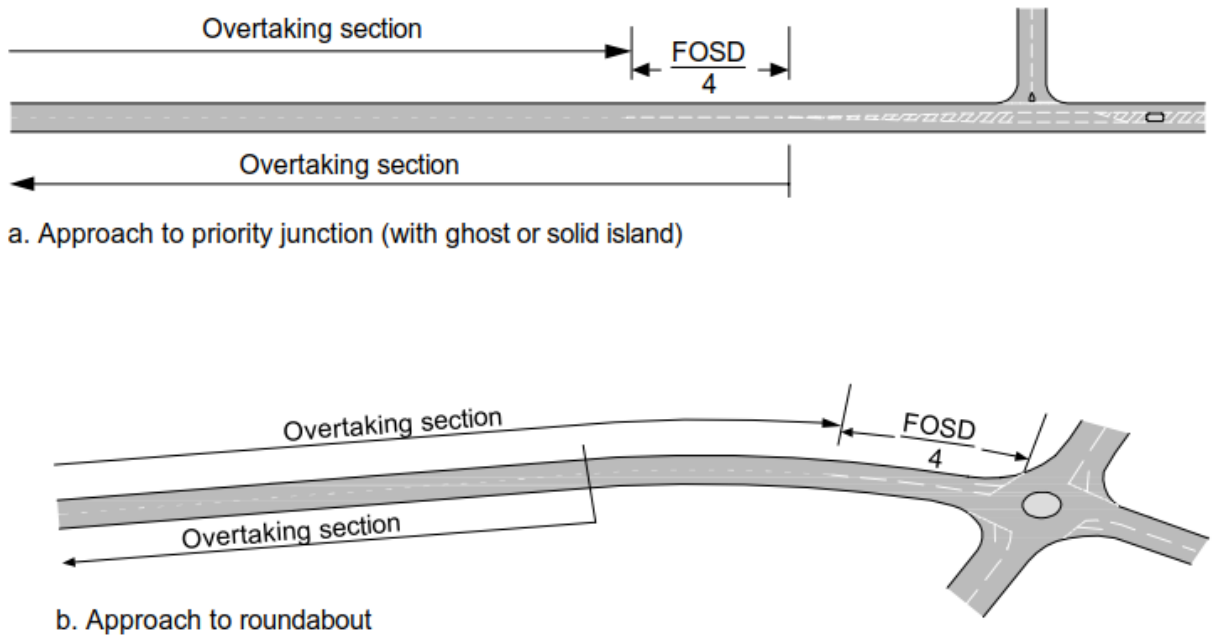 Overtaking section
FOSD
4
Overtaking section
a. Approach to priority junction (with ghost or solid island)
Overtaking section
FOSD
4
Overtaking section
b. Approach to roundabout